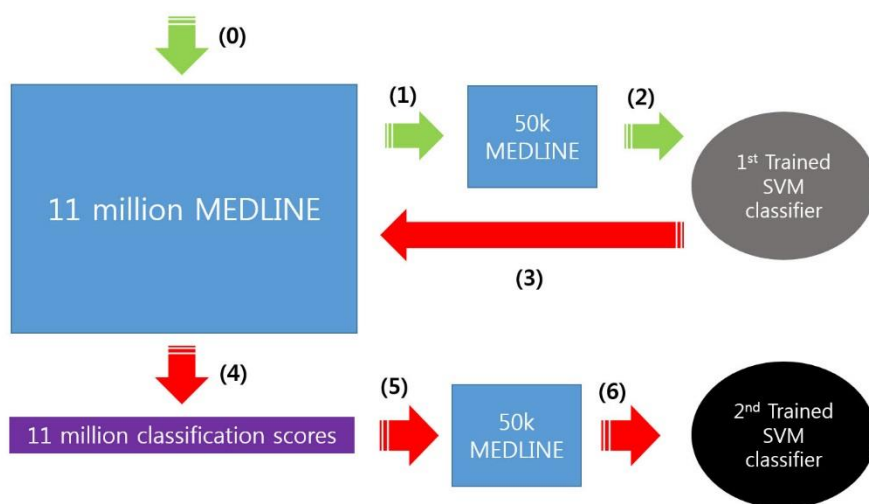 (0)
(1)
(2)
50k
MEDLINE
1st Trained
SVM
classifier
11 million MEDLINE
(3)
(4)
(5)
(6)
11 million classification scores
50k
MEDLINE
2nd Trained
SVM
classifier